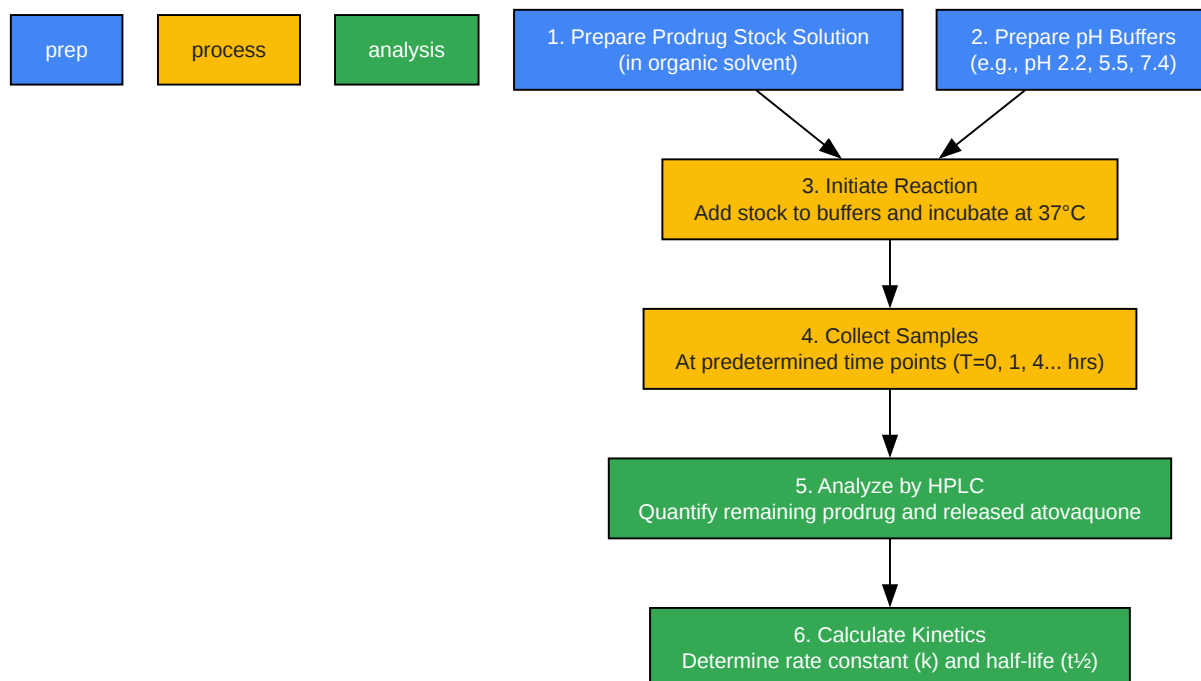 prep
process
analysis
1. Prepare Prodrug Stock Solution
(in organic solvent)
2. Prepare pH Buffers
(e.g., pH 2.2, 5.5, 7.4)
3. Initiate Reaction
Add stock to buffers and incubate at 37°C
4. Collect Samples
At predetermined time points (T=0, 1, 4... hrs)
5. Analyze by HPLC
Quantify remaining prodrug and released atovaquone
6. Calculate Kinetics
Determine rate constant (k) and half-life (t½)